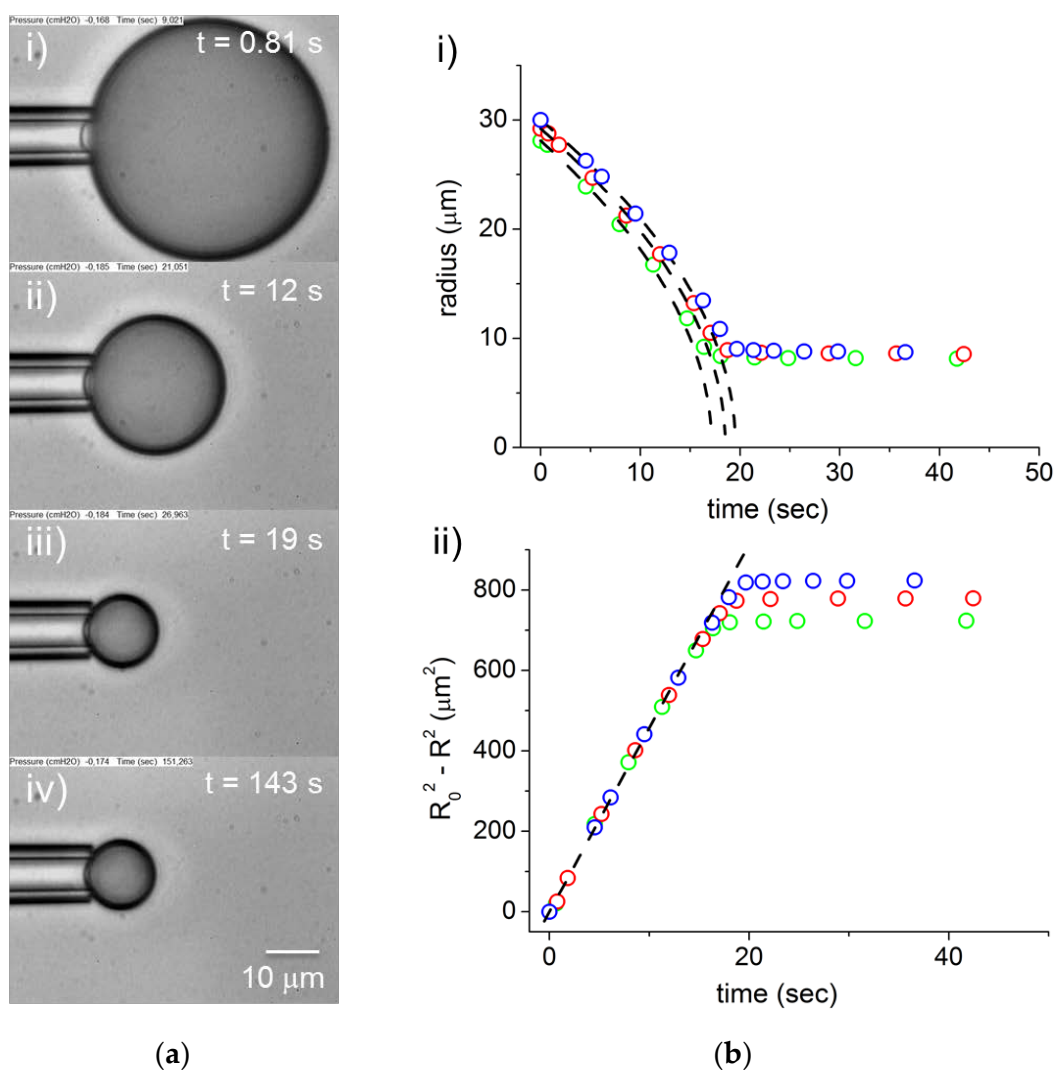 Pressure (cmH2O) -0,168 Time (sec) 9,021
i)
t = 0.81 s
Pressure (cmH2O) -0,185 Time (sec) 21,051
ii)
t = 12 s
Pressure (cmH2O) -0,184 Time (sec) 26,963
iii)
t = 19 s
Pressure (cmH2O) -0,174 Time (sec) 151,263
iv)
t = 143 s
10 μm
(a)
i)
radius (μm)
30
20
10
0
0 10 20 30 40 50
time (sec)
ii)
R₀² - R² (μm²)
800
600
400
200
0
0 20 40
time (sec)
(b)